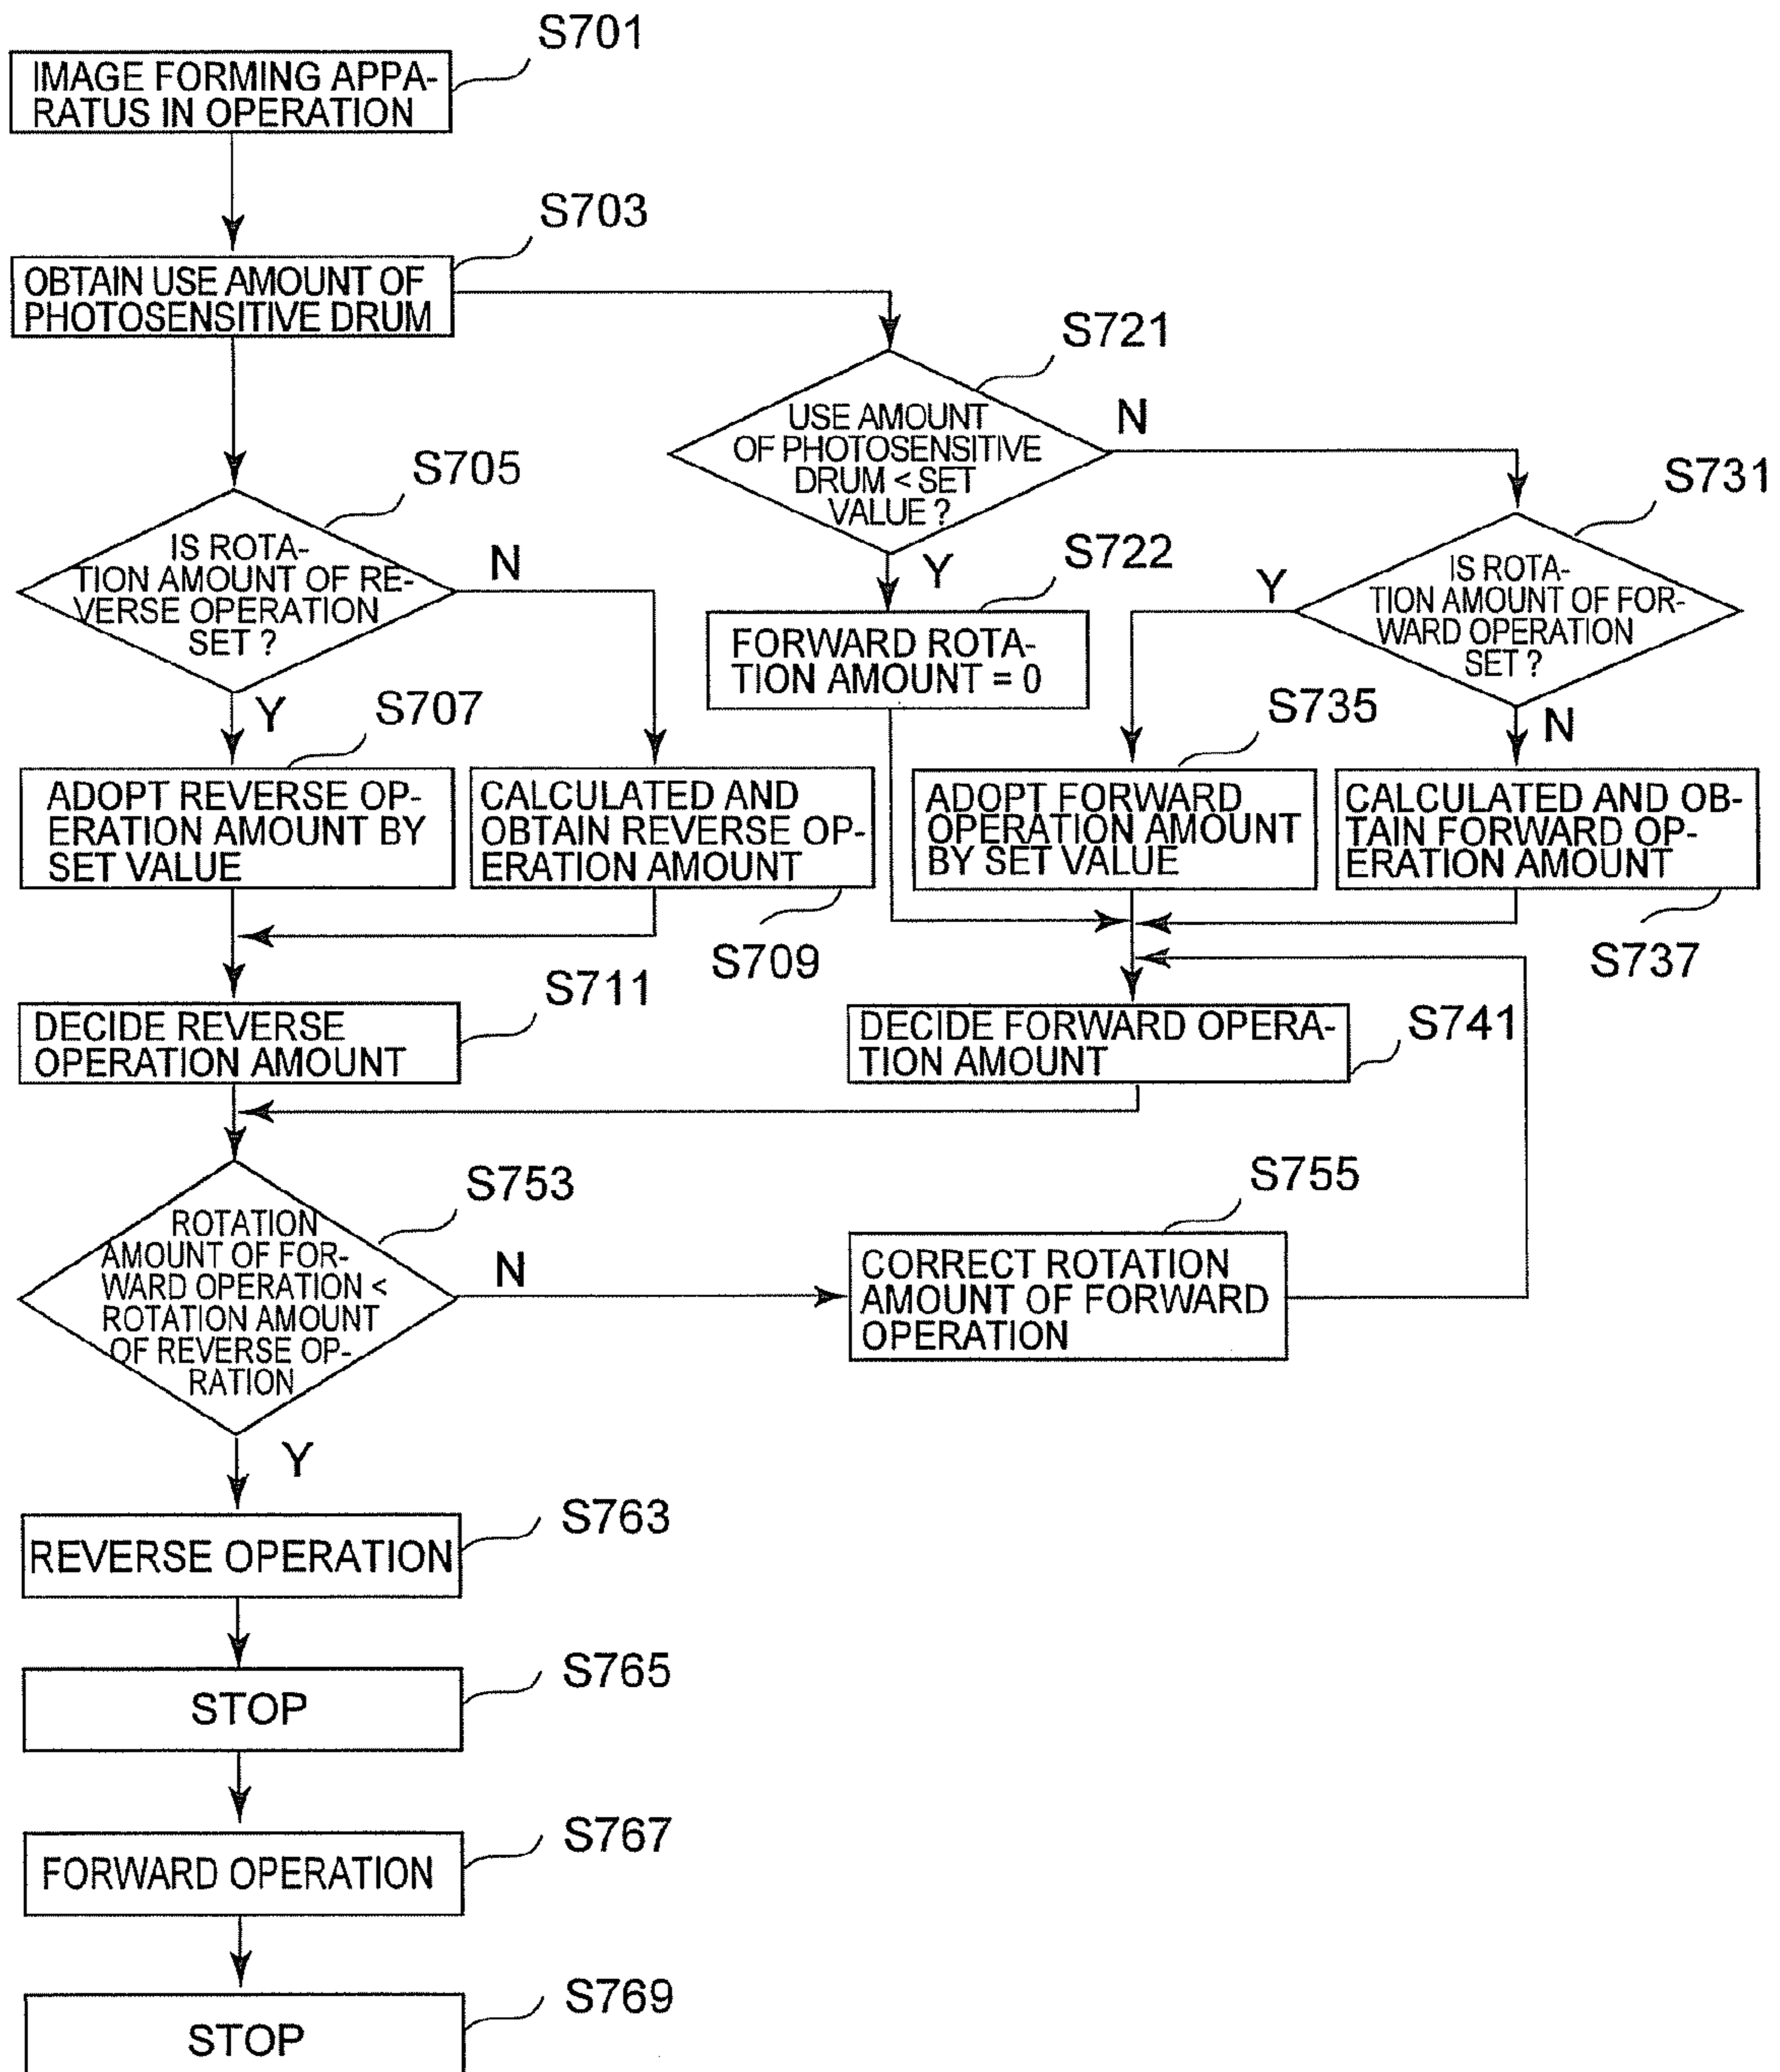 S701
IMAGE FORMING APPA-
RATUS IN OPERATION
S703
OBTAIN USE AMOUNT OF
PHOTOSENSITIVE DRUM
S721
USE AMOUNT
OF PHOTOSENSITIVE
DRUM < SET
VALUE ?
N
Y
S705
IS ROTA-
TION AMOUNT OF RE-
VERSE OPERATION
SET ?
N
Y
S731
IS ROTA-
TION AMOUNT OF FOR-
WARD OPERATION
SET ?
Y
N
S722
FORWARD ROTA-
TION AMOUNT = 0
S707
ADOPT REVERSE OP-
ERATION AMOUNT BY
SET VALUE
CALCULATED AND
OBTAIN REVERSE OP-
ERATION AMOUNT
S709
S735
ADOPT FORWARD
OPERATION AMOUNT
BY SET VALUE
CALCULATED AND OB-
TAIN FORWARD OP-
ERATION AMOUNT
S737
S711
DECIDE REVERSE
OPERATION AMOUNT
DECIDE FORWARD OPERA-
TION AMOUNT
S741
S753
ROTATION
AMOUNT OF FOR-
WARD OPERATION <
ROTATION AMOUNT
OF REVERSE OP-
RATION
N
Y
S755
CORRECT ROTATION
AMOUNT OF FORWARD
OPERATION
S763
REVERSE OPERATION
S765
STOP
S767
FORWARD OPERATION
S769
STOP